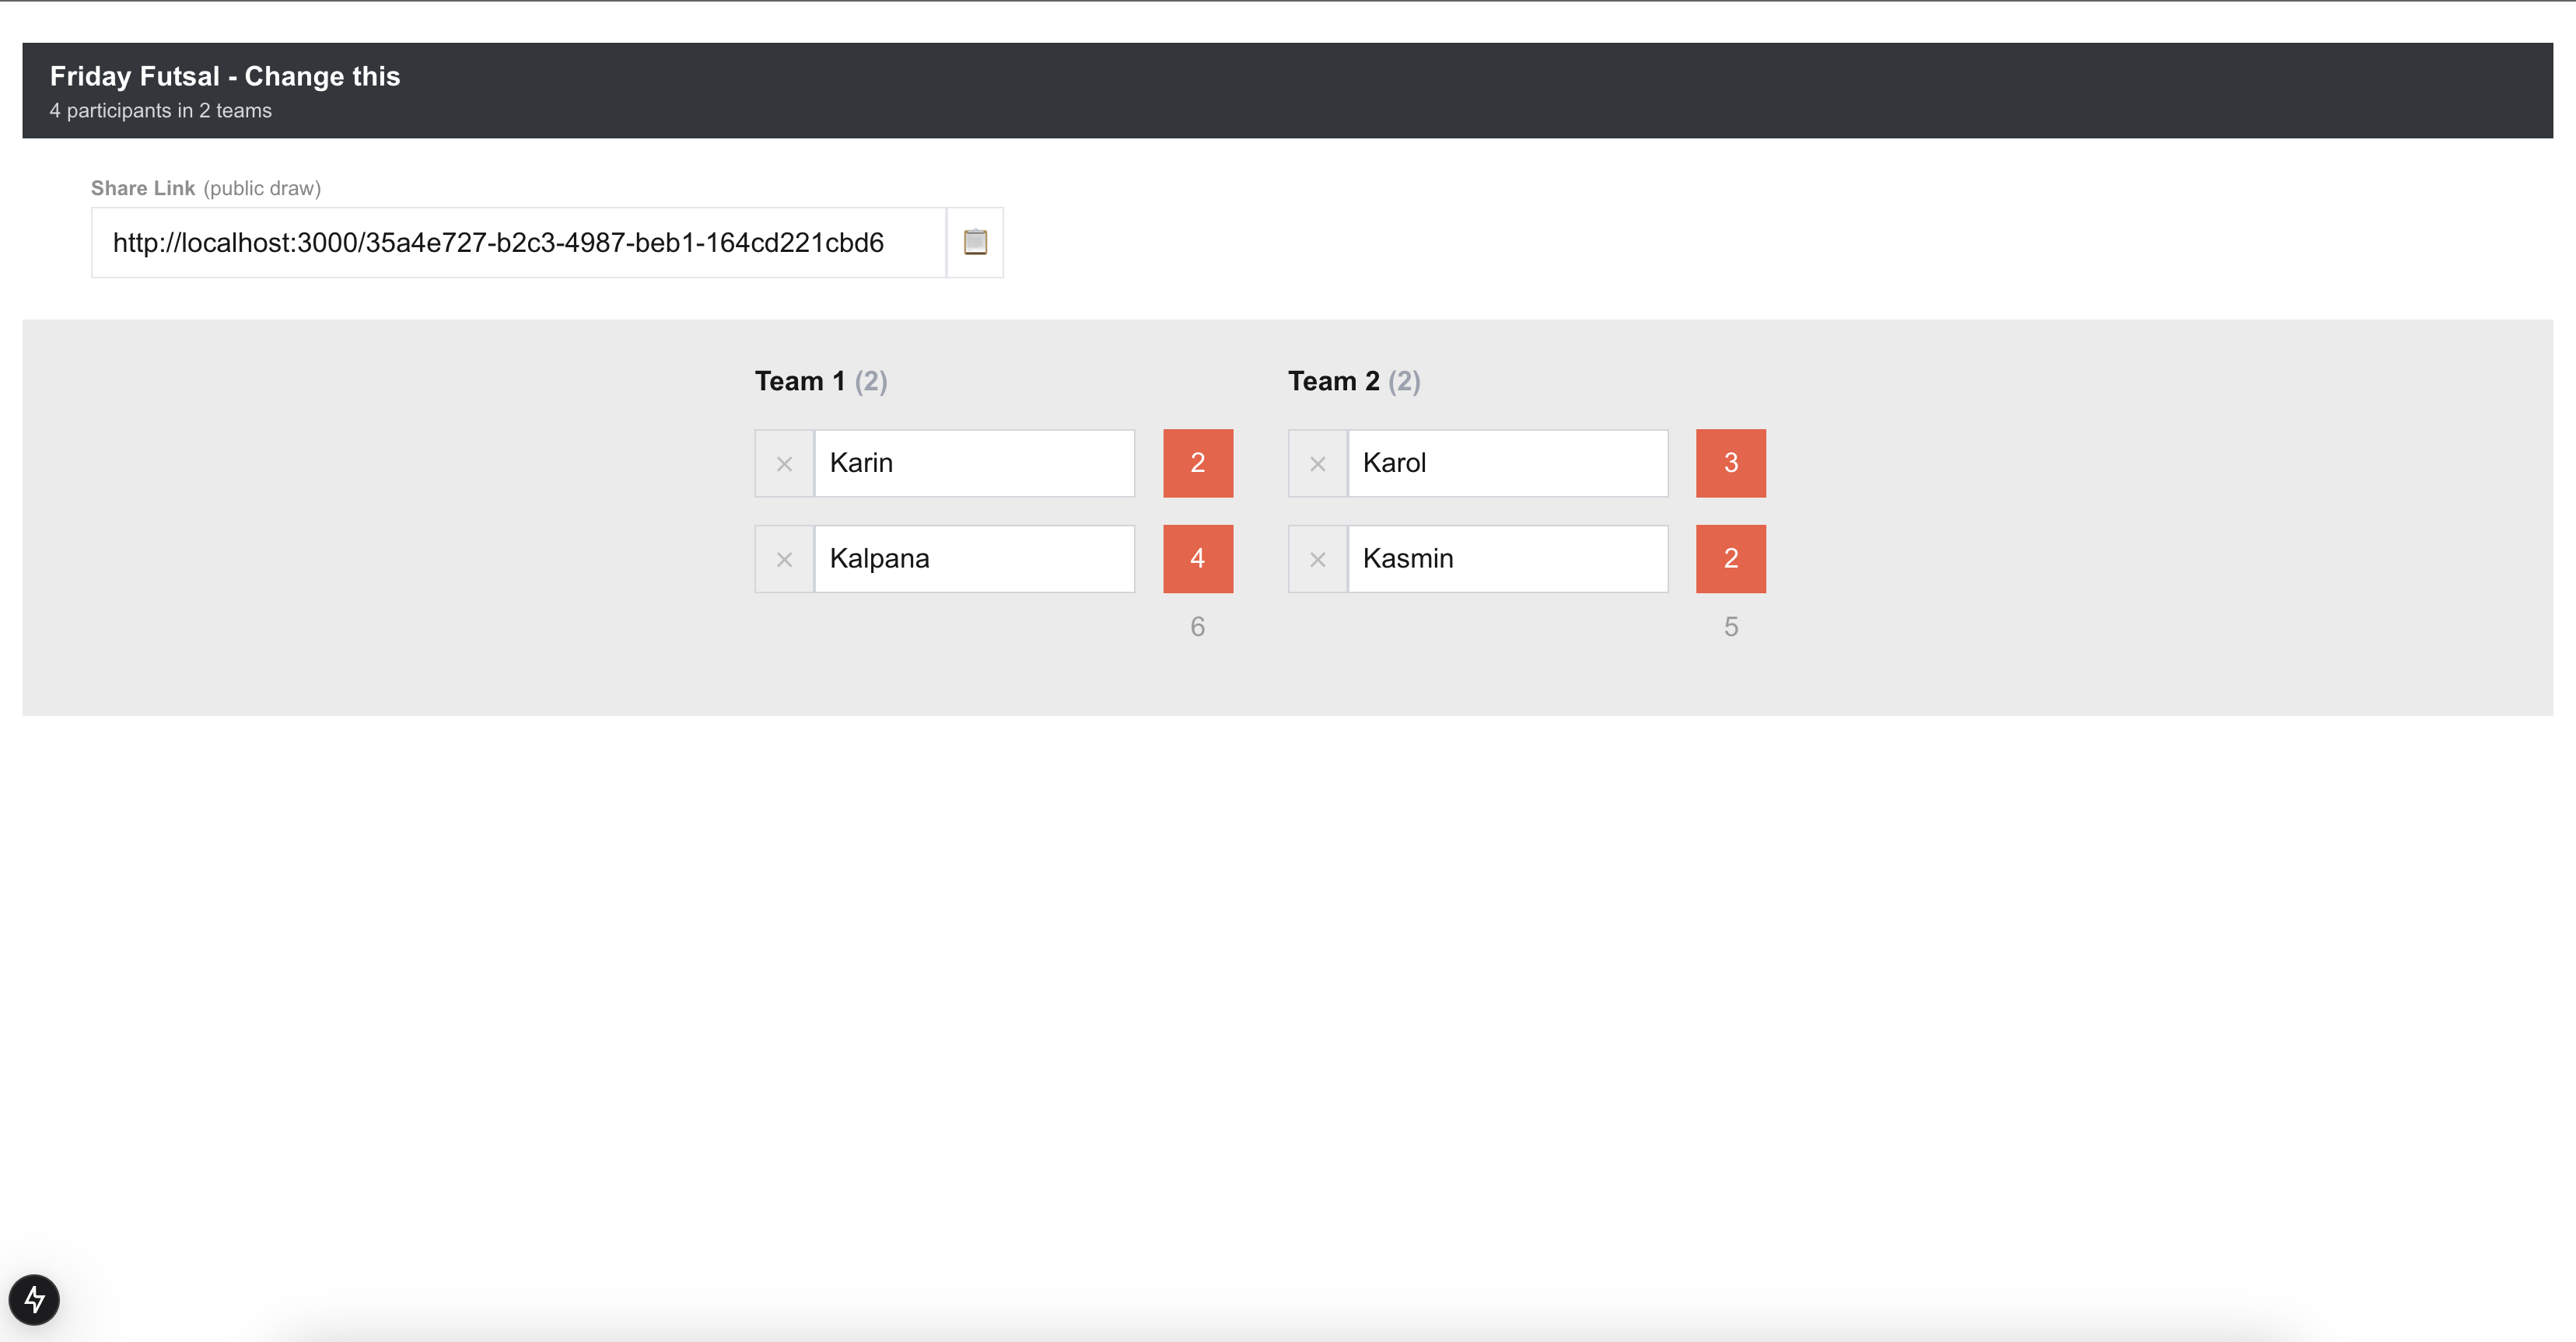 Friday Futsal - Change this
4 participants in 2 teams
Share Link (public draw)
http://localhost:3000/35a4e727-b2c3-4987-beb1-164cd221cbd6
Team 1 (2)
× Karin 2
× Kalpana 4
6
Team 2 (2)
× Karol 3
× Kasmin 2
5